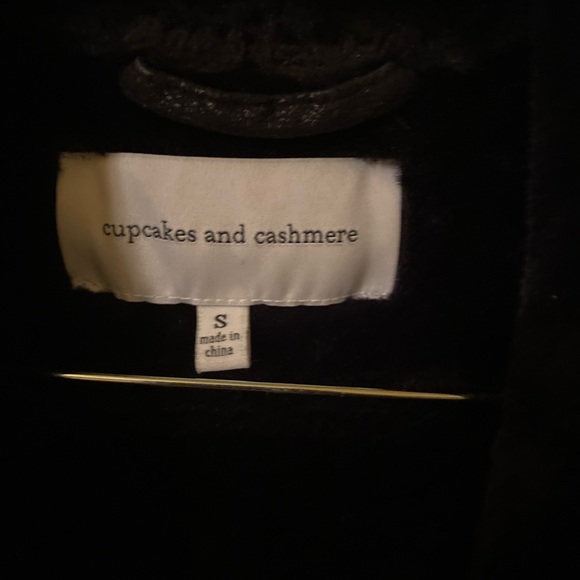 cupcakes and cashmere
S
made in
china